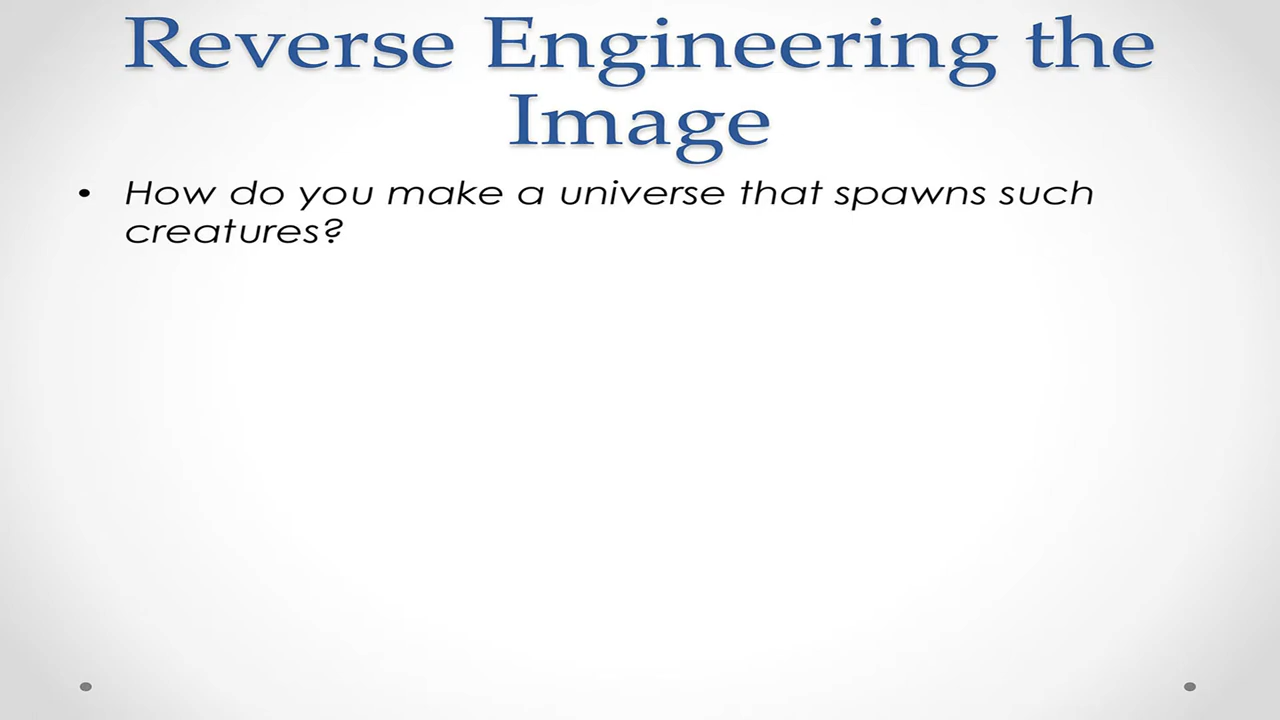 Reverse Engineering the
Image
• How do you make a universe that spawns such
creatures?